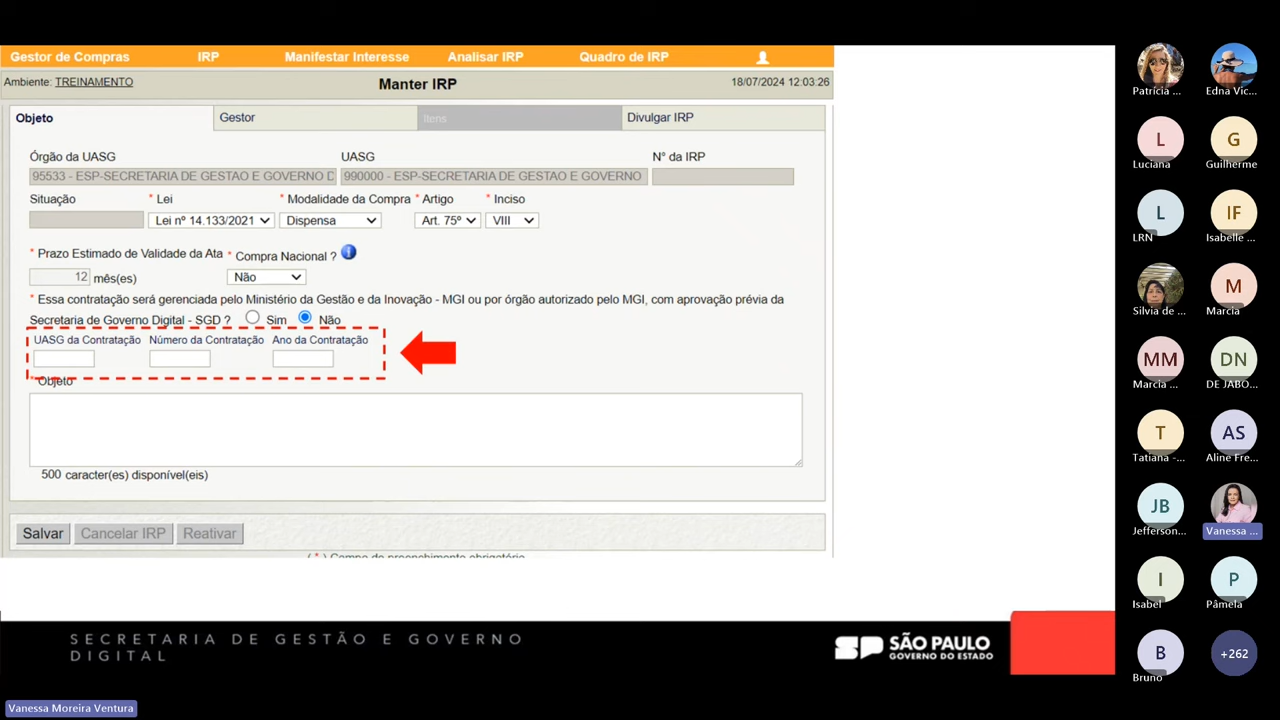 Gestor de Compras IRP Manifestar Interesse Analisar IRP Quadro de IRP
Ambiente: TREINAMENTO Manter IRP 18/07/2024 12:03:26
Objeto Gestor Itens Divulgar IRP
Órgão da UASG UASG N° da IRP
95533 - ESP-SECRETARIA DE GESTAO E GOVERNO D 990000 - ESP-SECRETARIA DE GESTAO E GOVERNO
Situação * Lei * Modalidade da Compra * Artigo * Inciso
Lei nº 14.133/2021 Dispensa Art. 75º VIII
* Prazo Estimado de Validade da Ata * Compra Nacional ?
12 mês(es) Não
* Essa contratação será gerenciada pelo Ministério da Gestão e da Inovação - MGI ou por órgão autorizado pelo MGI, com aprovação prévia da
Secretaria de Governo Digital - SGD ? Sim Não
UASG da Contratação Número da Contratação Ano da Contratação
* Objeto
500 caracter(es) disponível(eis)
Salvar Cancelar IRP Reativar
( * ) Campo de preenchimento obrigatório
SECRETARIA DE GESTÃO E GOVERNO
DIGITAL
SP SÃO PAULO
GOVERNO DO ESTADO
Patricia ... Edna Vic...
L G
Luciana Guilherme
L IF
LRN Isabelle ...
M
Silvia de ... Marcia
MM DN
Marcia ... DE JABO...
T AS
Tatiana -... Aline Fre...
JB
Jefferson... Vanessa ...
I P
Isabel Pâmela
B +262
Bruno
Vanessa Moreira Ventura